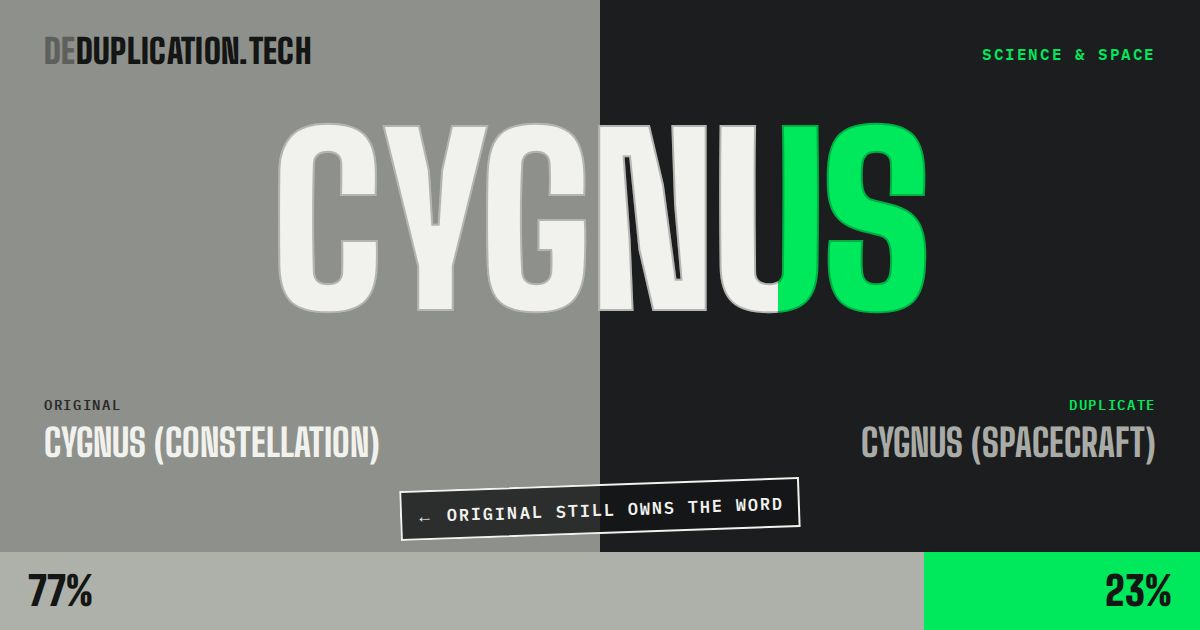 DEDUPLICATION.TECH
SCIENCE & SPACE
CYGNUS
ORIGINAL
CYGNUS (CONSTELLATION)
DUPLICATE
CYGNUS (SPACECRAFT)
← ORIGINAL STILL OWNS THE WORD
77%
23%